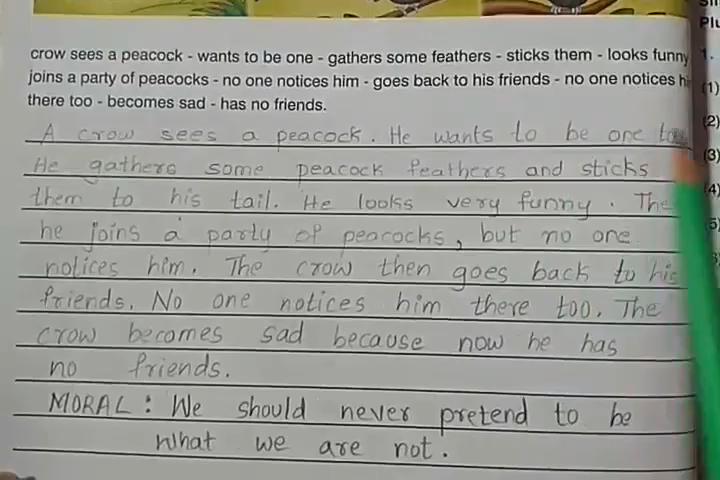 crow sees a peacock - wants to be one - gathers some feathers - sticks them - looks funny
joins a party of peacocks - no one notices him - goes back to his friends - no one notices
there too - becomes sad - has no friends.
A crow sees a peacock. He wants to be one
He gathers some peacock feathers and sticks
them to his tail. He looks very funny. The
he joins a party of peacocks, but no one
notices him. The crow then goes back to his
friends. No one notices him there too. The
crow becomes sad because now he has
no friends.
MORAL: We should never pretend to be
what we are not.
1.
(1)
(2)
(3)